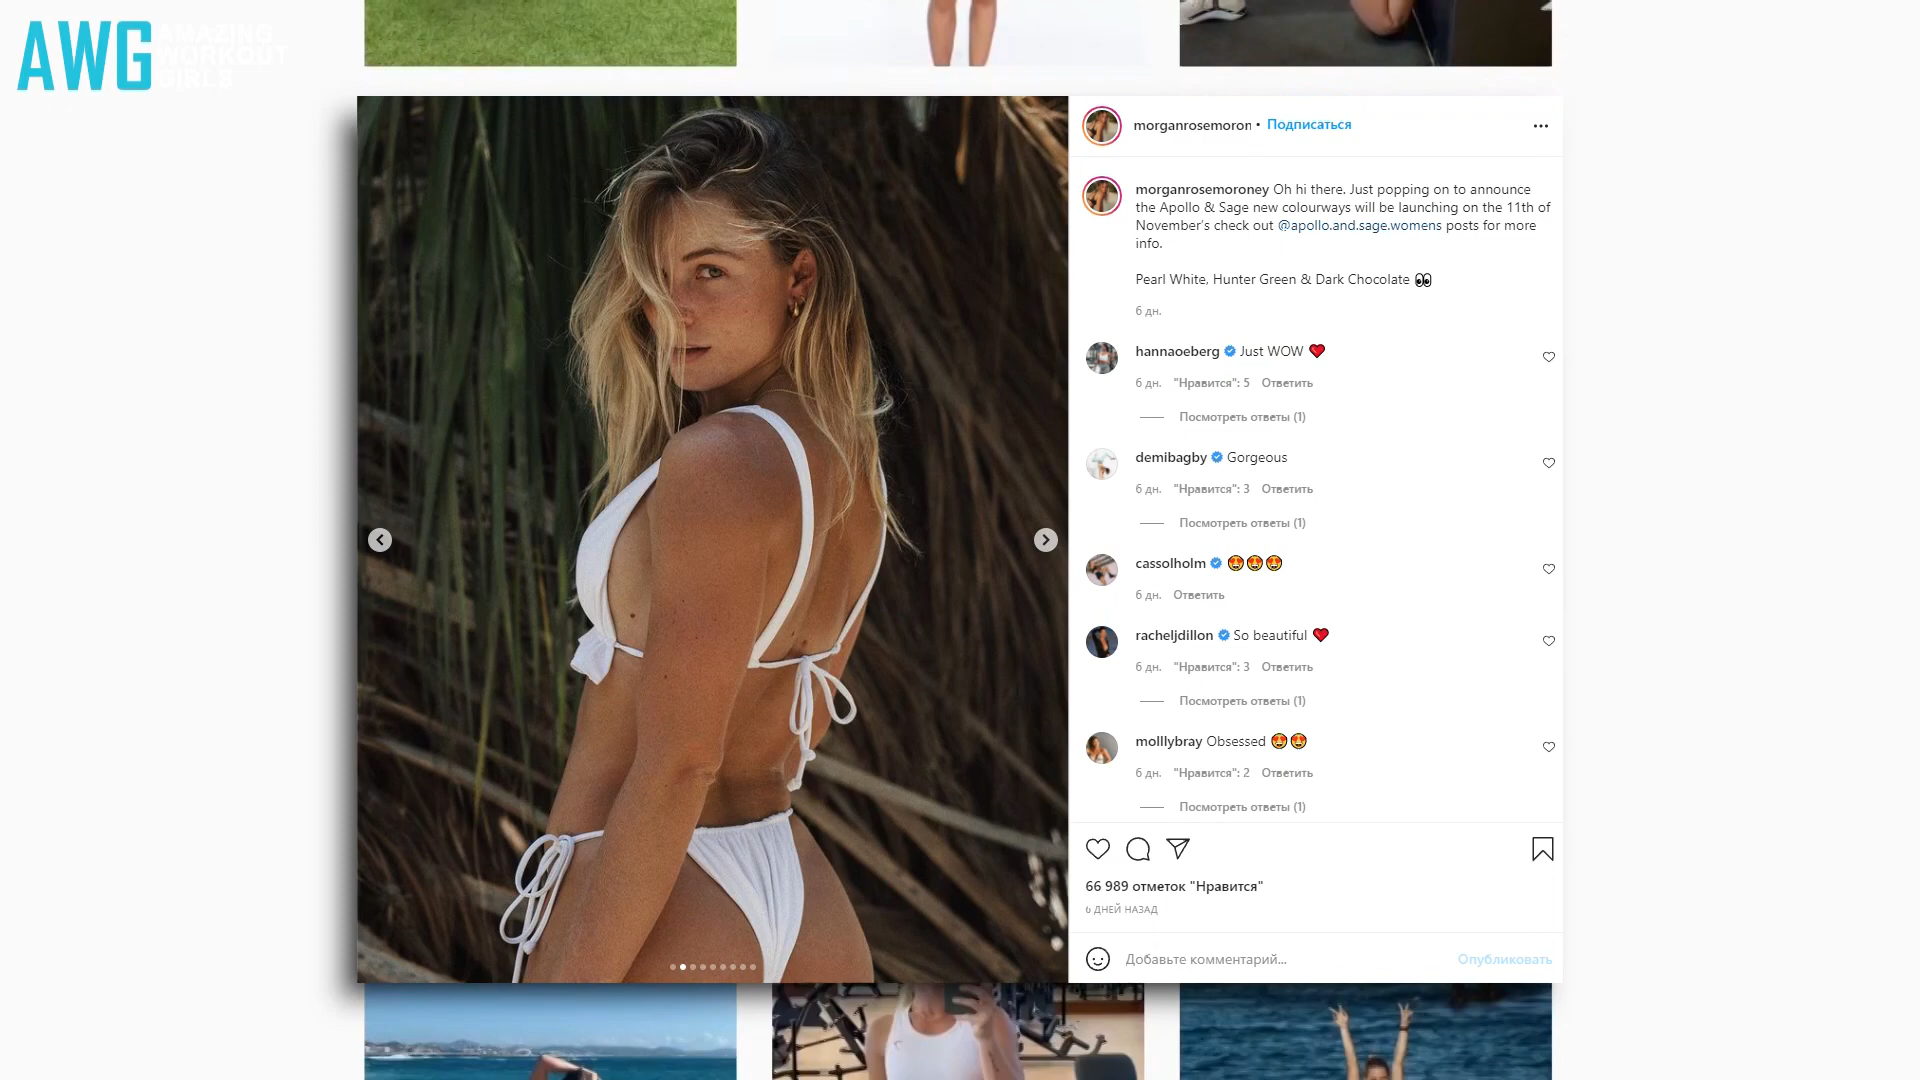 AWG
AMAZING
WORKOUT
GIRLS
morganrosemoron • Подписаться
morganrosemoroney Oh hi there. Just popping on to announce
the Apollo & Sage new colourways will be launching on the 11th of
November's check out @apollo.and.sage.womens posts for more
info.
Pearl White, Hunter Green & Dark Chocolate 👀
6 дн.
hannaoeberg Just WOW ❤️
6 дн. "Нравится": 5 Ответить
Посмотреть ответы (1)
demibagby Gorgeous
6 дн. "Нравится": 3 Ответить
Посмотреть ответы (1)
cassolholm 😍😍😍
6 дн. Ответить
racheljdillon So beautiful ❤️
6 дн. "Нравится": 3 Ответить
Посмотреть ответы (1)
molllybray Obsessed 😍😍
6 дн. "Нравится": 2 Ответить
Посмотреть ответы (1)
66 989 отметок "Нравится"
6 ДНЕЙ НАЗАД
Добавьте комментарий... Опубликовать